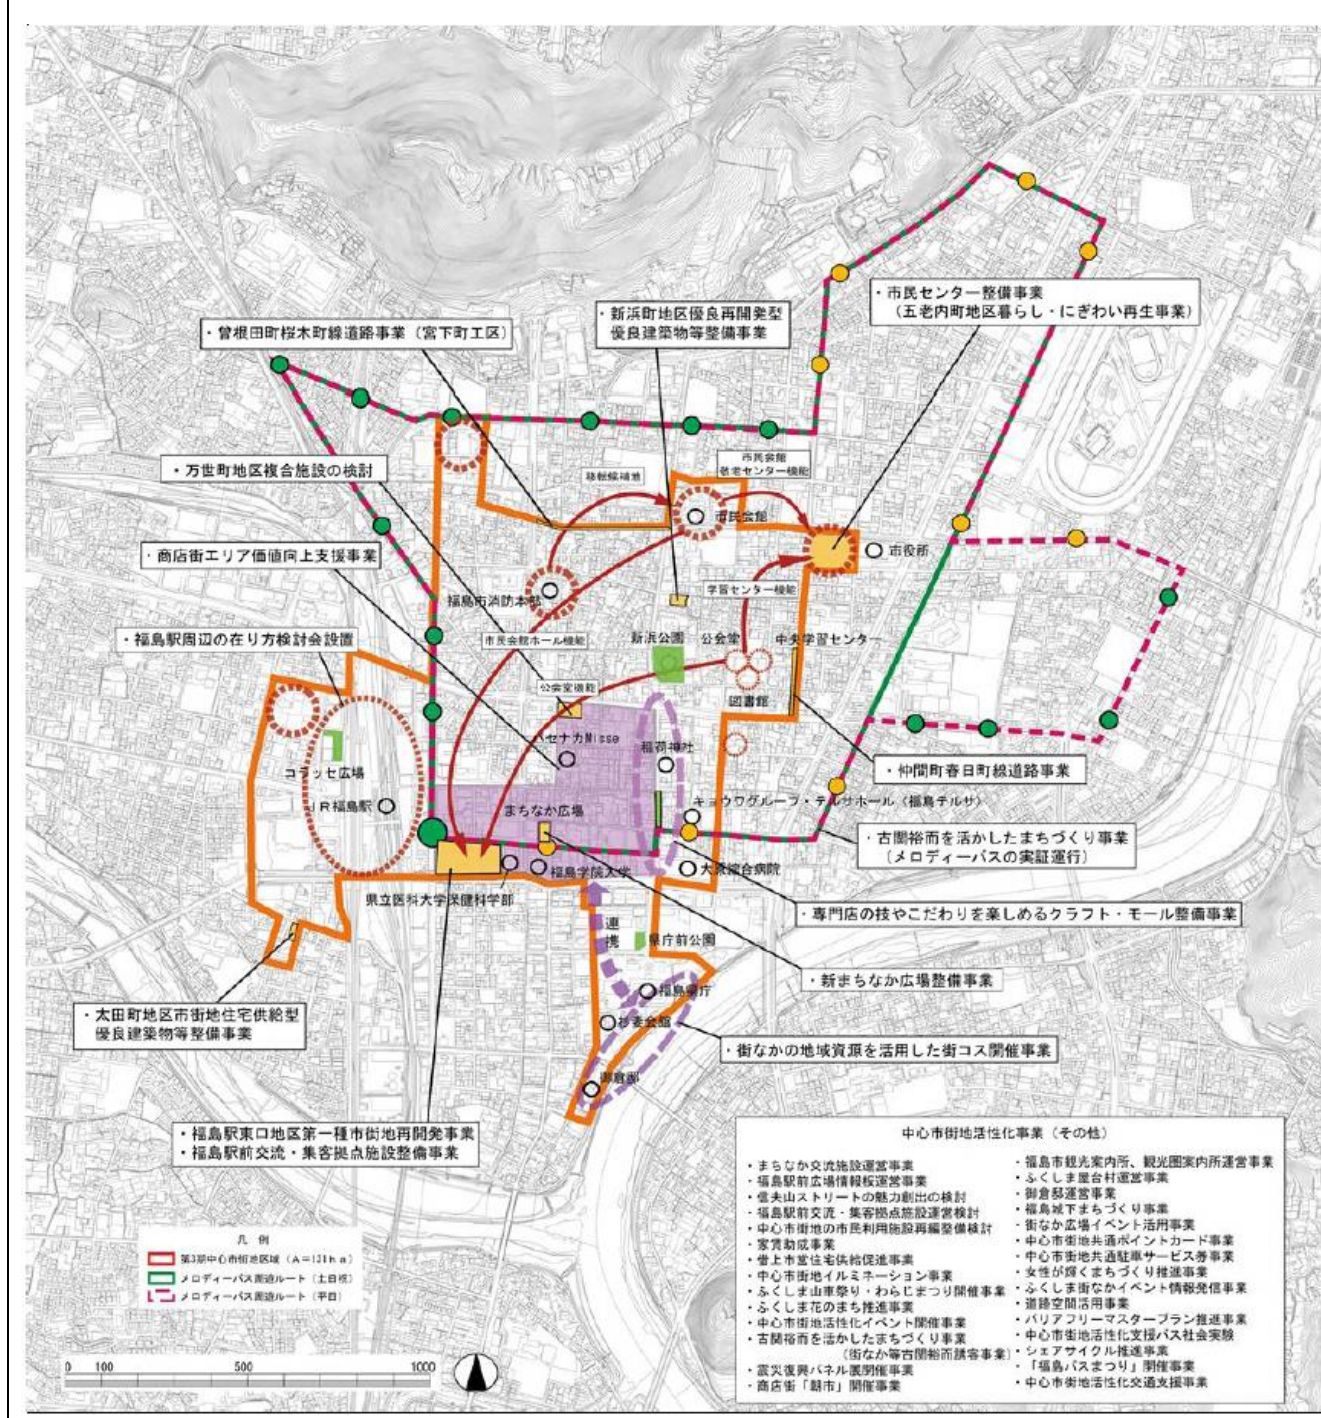 ・市民センター整備事業
（五老内町地区暮らし・にぎわい再生事業）
・新浜町地区優良再開発型
優良建築物等整備事業
・曽根田町桜木町線道路事業（宮下町工区）
・万世町地区複合施設の検討
移転候補地
市民会館
敬老センター機能
市民会館
市役所
・商店街エリア価値向上支援事業
学習センター機能
福島市消防本部
・福島駅周辺の在り方検討会設置
市民会館ホール機能
新浜公園
公会堂
中央学習センター
公会堂機能
図書館
パセナカMisse
稲荷神社
・仲間町春日町線道路事業
コラッセ広場
JR福島駅
まちなか広場
キョウワグループ・テルサホール（福島テルサ）
・古関裕而を活かしたまちづくり事業
（メロディーバスの実証運行）
福島学院大学
大原綜合病院
県立医科大学保健科学部
・専門店の技やこだわりを楽しめるクラフト・モール整備事業
連携
県庁前公園
・新まちなか広場整備事業
福島県庁
・太田町地区市街地住宅供給型
優良建築物等整備事業
杉妻会館
・街なかの地域資源を活用した街コス開催事業
御倉邸
・福島駅東口地区第一種市街地再開発事業
・福島駅前交流・集客拠点施設整備事業
中心市街地活性化事業（その他）
・まちなか交流施設運営事業
・福島駅前広場情報板運営事業
・信夫山ストリートの魅力創出の検討
・福島駅前交流・集客拠点施設運営検討
・中心市街地の市民利用施設再編整備検討
・家賃助成事業
・借上市営住宅供給促進事業
・中心市街地イルミネーション事業
・ふくしま山車祭り・わらじまつり開催事業
・ふくしま花のまち推進事業
・中心市街地活性化イベント開催事業
・古関裕而を活かしたまちづくり事業
（街なか等古関裕而誘客事業）
・震災復興パネル展開催事業
・商店街「朝市」開催事業
・福島市観光案内所、観光圏案内所運営事業
・ふくしま屋台村運営事業
・御倉邸運営事業
・福島城下まちづくり事業
・街なか広場イベント活用事業
・中心市街地共通ポイントカード事業
・中心市街地共通駐車サービス券事業
・女性が輝くまちづくり推進事業
・ふくしま街なかイベント情報発信事業
・道路空間活用事業
・バリアフリーマスタープラン推進事業
・中心市街地活性化支援バス社会実験
・シェアサイクル推進事業
・「福島バスまつり」開催事業
・中心市街地活性化交通支援事業
凡例
第3期中心市街地区域
メロディーバス周遊ルート（土日祝）
メロディーバス周遊ルート（平日）
0 100 500 1000